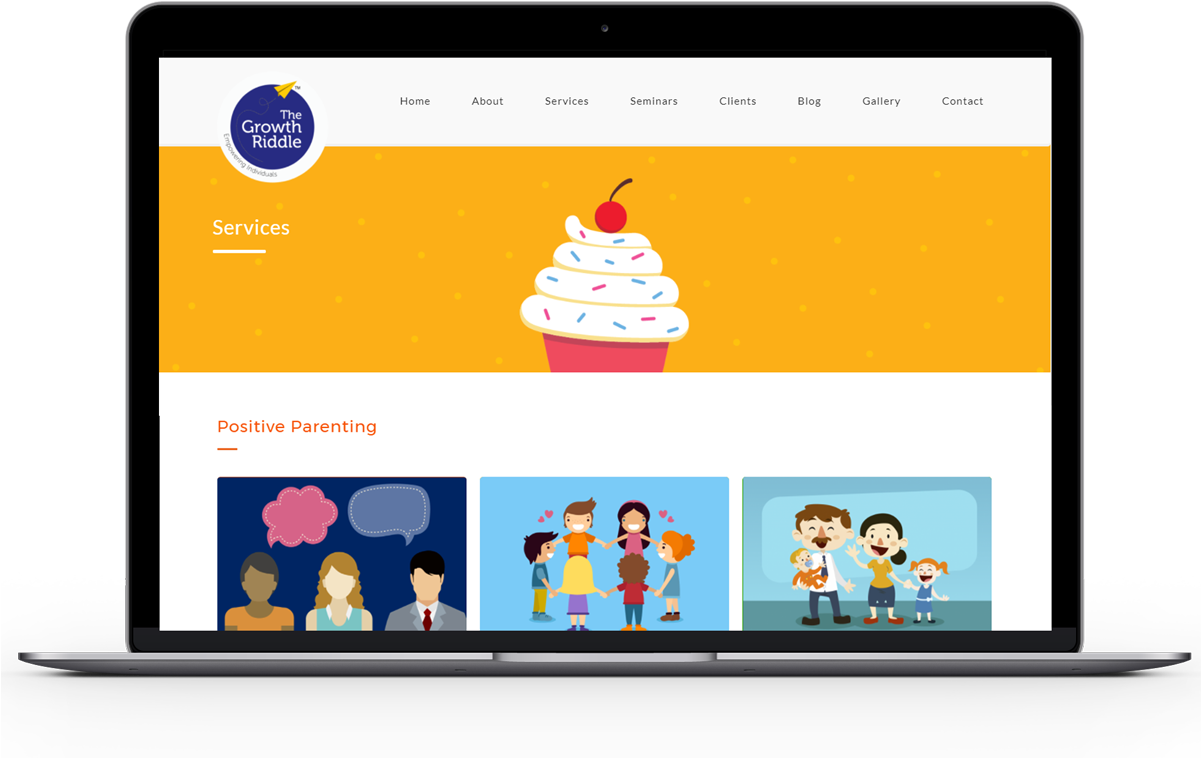 The
Growth
Riddle
TM
Empowering Individuals
Home About Services Seminars Clients Blog Gallery Contact
Services
Positive Parenting